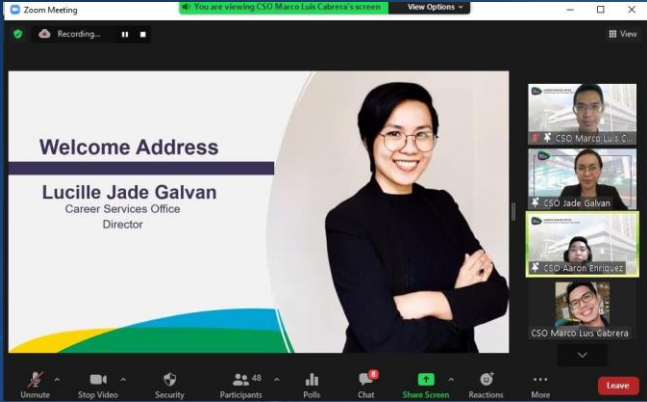 Zoom Meeting
You are viewing CSO Marco Luis Cabrera's screen
View Options
Recording...
View
Welcome Address
Lucille Jade Galvan
Career Services Office
Director
CSO Marco Luis C...
CSO Jade Galvan
CSO Aaron Enriquez
CSO Marco Luis Cabrera
Unmute
Stop Video
Security
48
Participants
Polls
8
Chat
Share Screen
Reactions
More
Leave